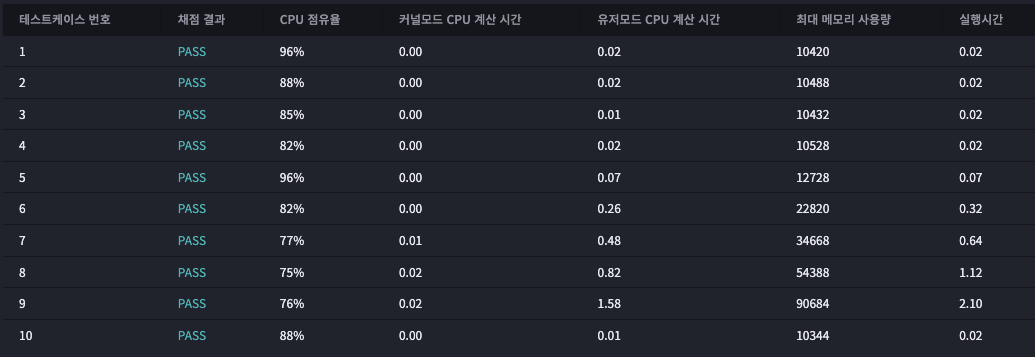 테스트케이스 번호 채점 결과 CPU 점유율 커널모드 CPU 계산 시간 유저모드 CPU 계산 시간 최대 메모리 사용량 실행시간
1 PASS 96% 0.00 0.02 10420 0.02
2 PASS 88% 0.00 0.02 10488 0.02
3 PASS 85% 0.00 0.01 10432 0.02
4 PASS 82% 0.00 0.02 10528 0.02
5 PASS 96% 0.00 0.07 12728 0.07
6 PASS 82% 0.00 0.26 22820 0.32
7 PASS 77% 0.01 0.48 34668 0.64
8 PASS 75% 0.02 0.82 54388 1.12
9 PASS 76% 0.02 1.58 90684 2.10
10 PASS 88% 0.00 0.01 10344 0.02